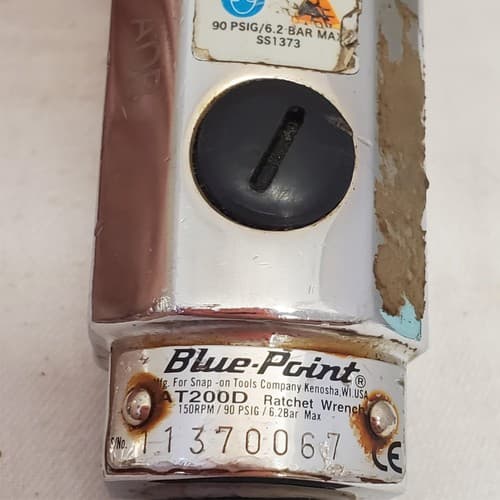 90 PSIG/6.2 BAR MAX
SS1373
Blue-Point®
Mfg. For Snap-on Tools Company Kenosha, WI. USA
AT200D Ratchet Wrench
150RPM / 90 PSIG / 6.2Bar Max
S/No. 11370067 CE